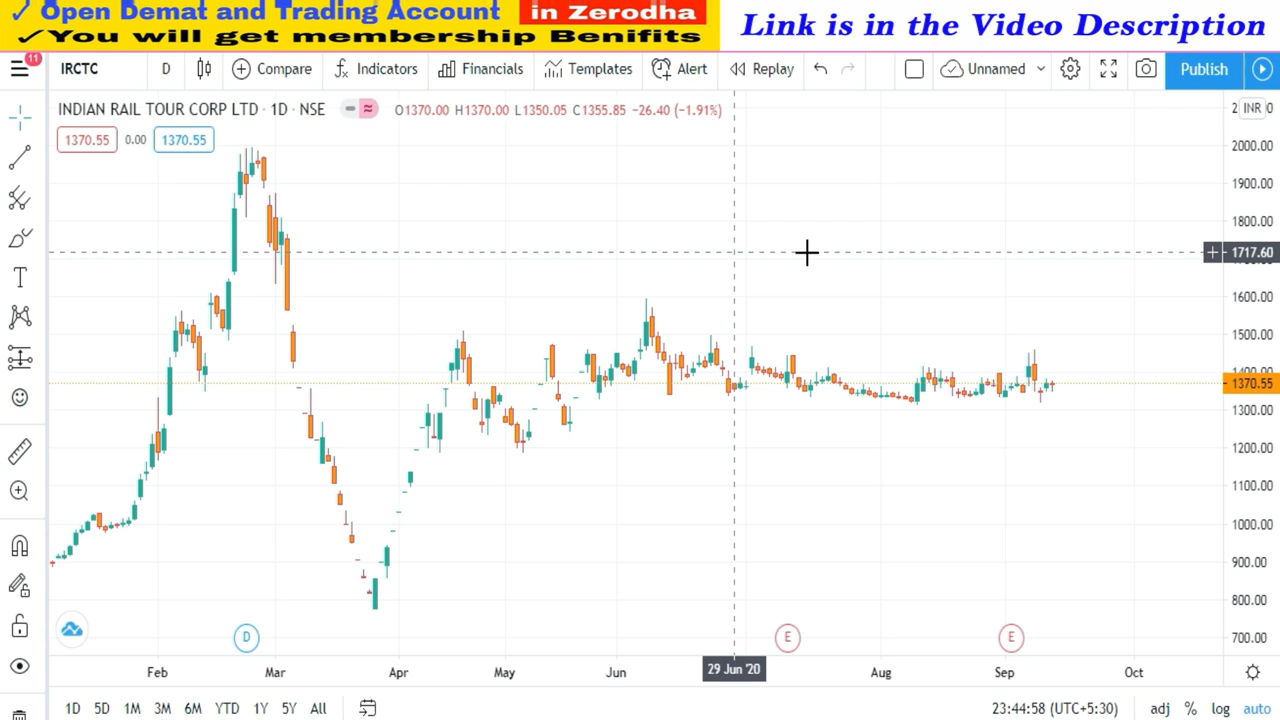 ✓ Open Demat and Trading Account in Zerodha
✓You will get membership Benifits
Link is in the Video Description
11
IRCTC D Compare Indicators Financials Templates Alert Replay Unnamed Publish
INDIAN RAIL TOUR CORP LTD · 1D · NSE O1370.00 H1370.00 L1350.05 C1355.85 −26.40 (−1.91%)
INR
1370.55 0.00 1370.55
2000.00
1900.00
1800.00
1717.60
1600.00
1500.00
1370.55
1300.00
1200.00
1100.00
1000.00
900.00
800.00
700.00
D E E
Feb Mar Apr May Jun 29 Jun '20 Aug Sep Oct
1D 5D 1M 3M 6M YTD 1Y 5Y All 23:44:58 (UTC+5:30) adj % log auto